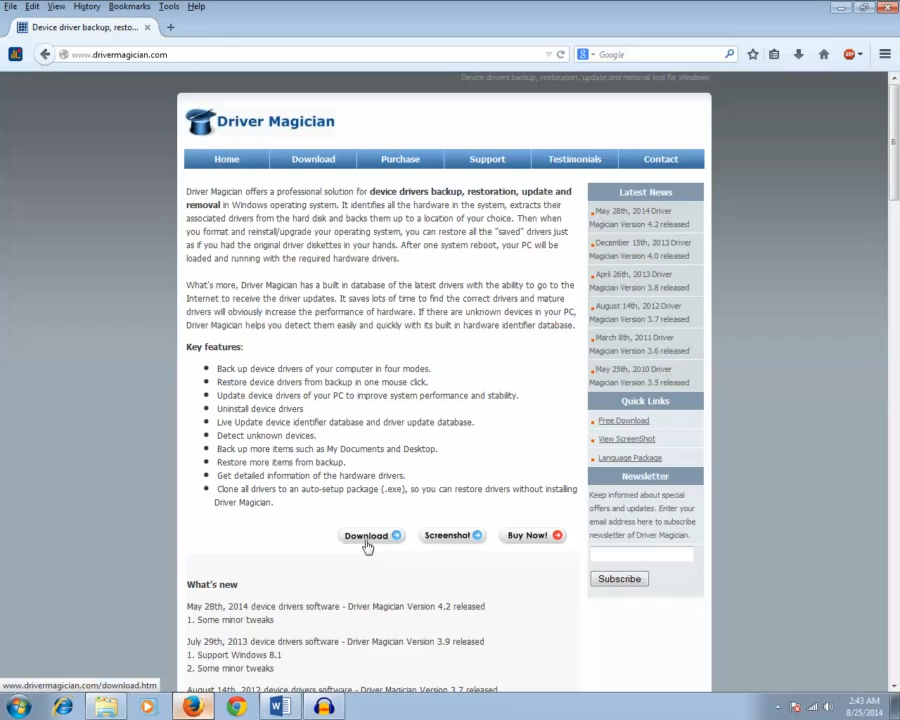 File Edit View History Bookmarks Tools Help
Device driver backup, resto...
www.drivermagician.com
Google
Device drivers backup, restoration, update and removal tool for Windows
Driver Magician
Home Download Purchase Support Testimonials Contact
Driver Magician offers a professional solution for device drivers backup, restoration, update and
removal in Windows operating system. It identifies all the hardware in the system, extracts their
associated drivers from the hard disk and backs them up to a location of your choice. Then when
you format and reinstall/upgrade your operating system, you can restore all the "saved" drivers just
as if you had the original driver diskettes in your hands. After one system reboot, your PC will be
loaded and running with the required hardware drivers.
What's more, Driver Magician has a built in database of the latest drivers with the ability to go to the
Internet to receive the driver updates. It saves lots of time to find the correct drivers and mature
drivers will obviously increase the performance of hardware. If there are unknown devices in your PC,
Driver Magician helps you detect them easily and quickly with its built in hardware identifier database.
Key features:
Back up device drivers of your computer in four modes.
Restore device drivers from backup in one mouse click.
Update device drivers of your PC to improve system performance and stability.
Uninstall device drivers
Live Update device identifier database and driver update database.
Detect unknown devices.
Back up more items such as My Documents and Desktop.
Restore more items from backup.
Get detailed information of the hardware drivers.
Clone all drivers to an auto-setup package (.exe), so you can restore drivers without installing
Driver Magician.
Download Screenshot Buy Now!
What's new
May 28th, 2014 device drivers software - Driver Magician Version 4.2 released
1. Some minor tweaks
July 29th, 2013 device drivers software - Driver Magician Version 3.9 released
1. Support Windows 8.1
2. Some minor tweaks
August 14th, 2012 device drivers software - Driver Magician Version 3.7 released
Latest News
May 28th, 2014 Driver
Magician Version 4.2 released
December 15th, 2013 Driver
Magician Version 4.0 released
April 26th, 2013 Driver
Magician Version 3.8 released
August 14th, 2012 Driver
Magician Version 3.7 released
March 8th, 2011 Driver
Magician Version 3.6 released
May 25th, 2010 Driver
Magician Version 3.5 released
Quick Links
Free Download
View ScreenShot
Language Package
Newsletter
Keep informed about special
offers and updates. Enter your
email address here to subscribe
newsletter of Driver Magician.
Subscribe
www.drivermagician.com/download.htm
2:43 AM
8/25/2014